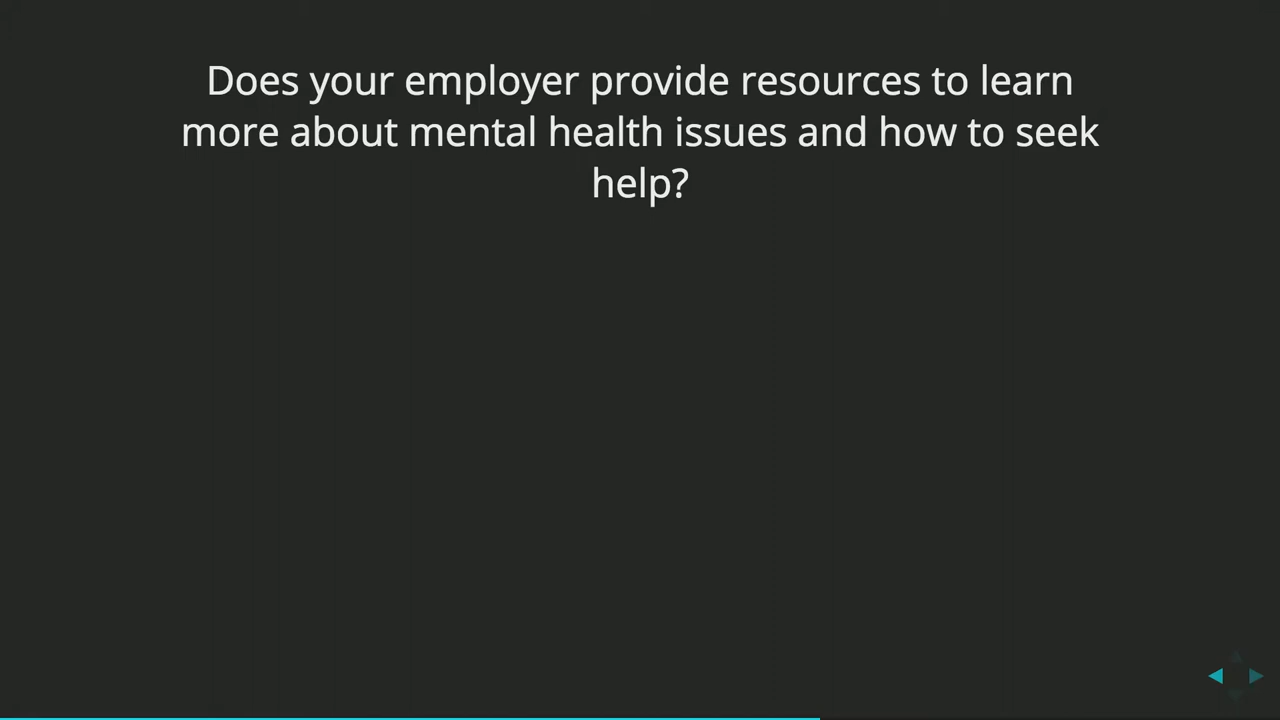 Does your employer provide resources to learn
more about mental health issues and how to seek
help?